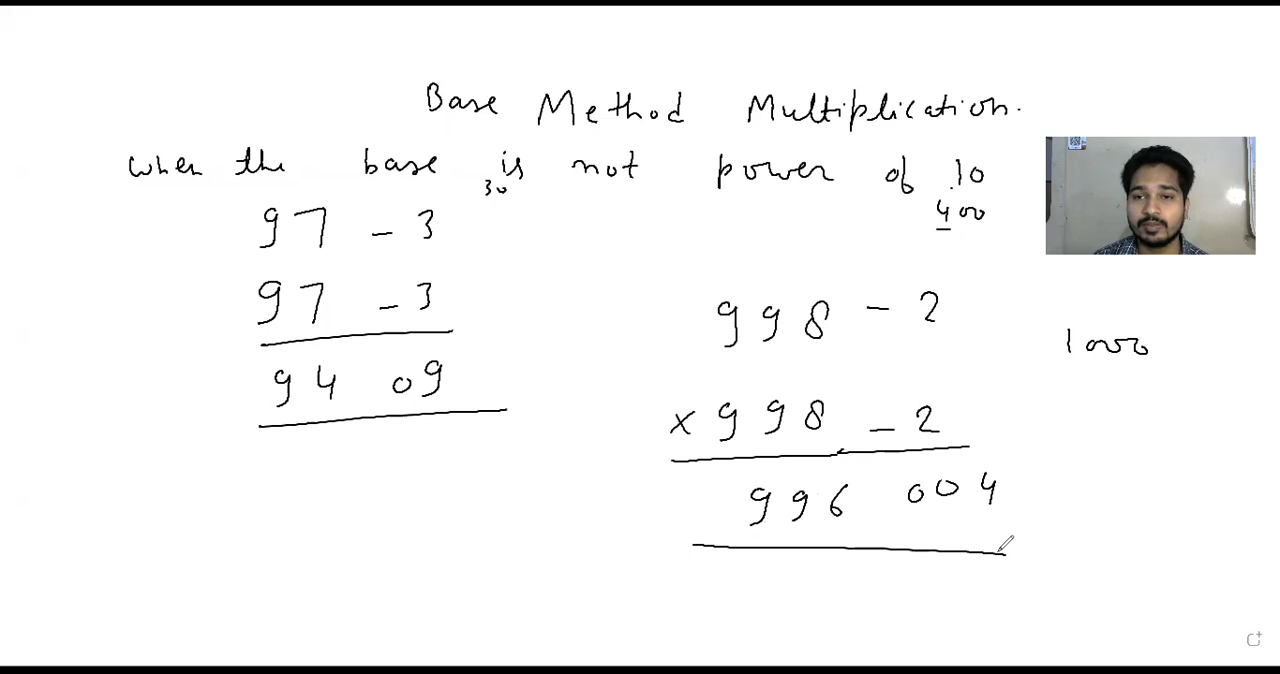 Base Method Multiplication.
when the base is not power of 10
30
400
97 - 3
97 - 3
94 09
998 - 2
1000
x 998 - 2
996 004